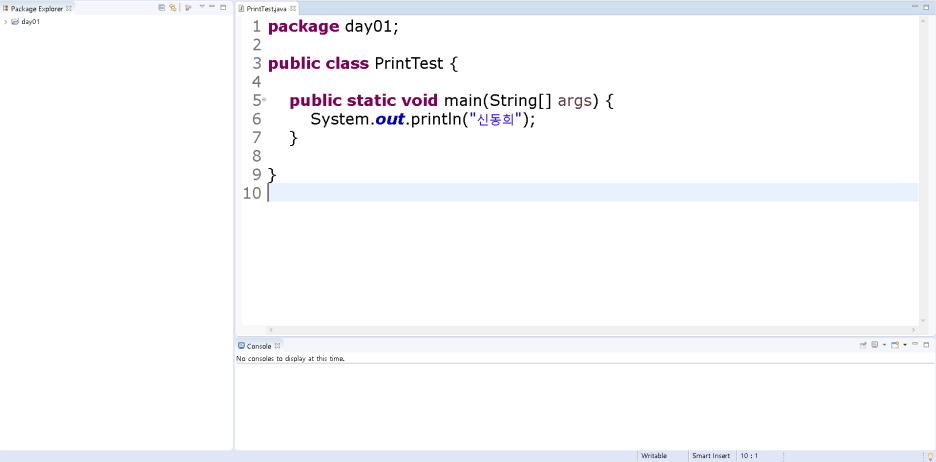 Package Explorer
day01
PrintTest.java
1 package day01;
2
3 public class PrintTest {
4
5 public static void main(String[] args) {
6 System.out.println("신동희");
7 }
8
9 }
10
Console
No consoles to display at this time.
Writable Smart Insert 10 : 1